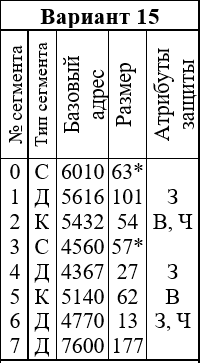 Вариант 15
№ сегмента Тип сегмента Базовый адрес Размер Атрибуты защиты
0 С 6010 63*
1 Д 5616 101 З
2 К 5432 54 В, Ч
3 С 4560 57*
4 Д 4367 27 З
5 К 5140 62 В
6 Д 4770 13 З, Ч
7 Д 7600 177